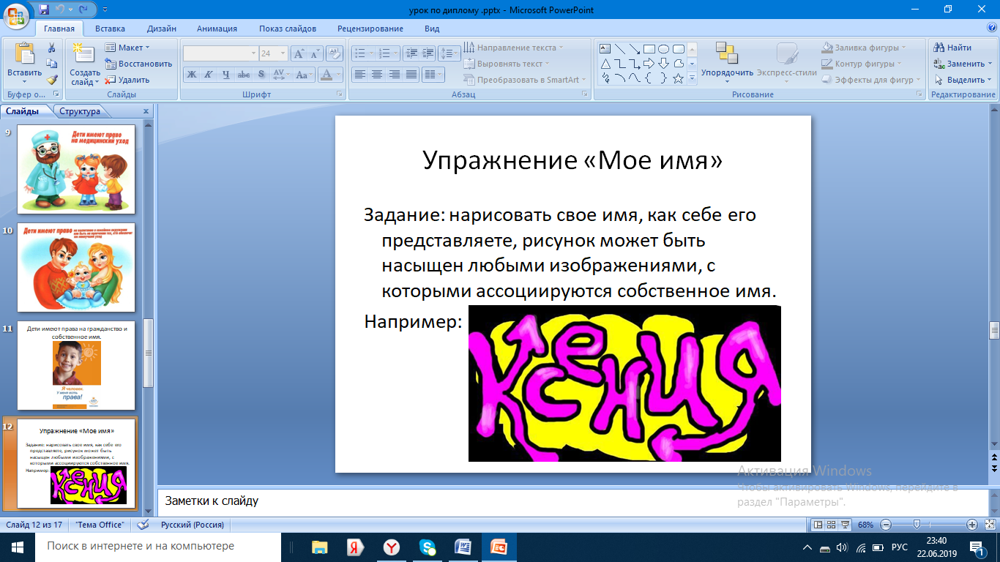 урок по диплому .pptx - Microsoft PowerPoint
Главная Вставка Дизайн Анимация Показ слайдов Рецензирование Вид
Вставить
Буфер о...
Создать слайд
Макет
Восстановить
Удалить
Слайды
24
Ж К Ч abc S AV Aa А
Шрифт
Направление текста
Выровнять текст
Преобразовать в SmartArt
Абзац
Упорядочить
Экспресс-стили
Заливка фигуры
Контур фигуры
Эффекты для фигур
Рисование
Найти
Заменить
Выделить
Редактирование
Слайды Структура x
9
Дети имеют право
на медицинский уход
10
Дети имеют право
11
Дети имеют права на гражданство и
собственное имя.
Я человек.
У меня есть
права!
12
Упражнение «Мое имя»
Задание: нарисовать свое имя, как себе его
представляете, рисунок может быть
насыщен любыми изображениями, с
которыми ассоциируются собственное имя.
Например:
Ксения
Упражнение «Мое имя»
Задание: нарисовать свое имя, как себе его
представляете, рисунок может быть
насыщен любыми изображениями, с
которыми ассоциируются собственное имя.
Например:
Ксения
Активация Windows
Чтобы активировать Windows, перейдите в
раздел "Параметры".
Заметки к слайду
Слайд 12 из 17 "Тема Office" Русский (Россия) 68%
Поиск в интернете и на компьютере
РУС
23:40
22.06.2019
1